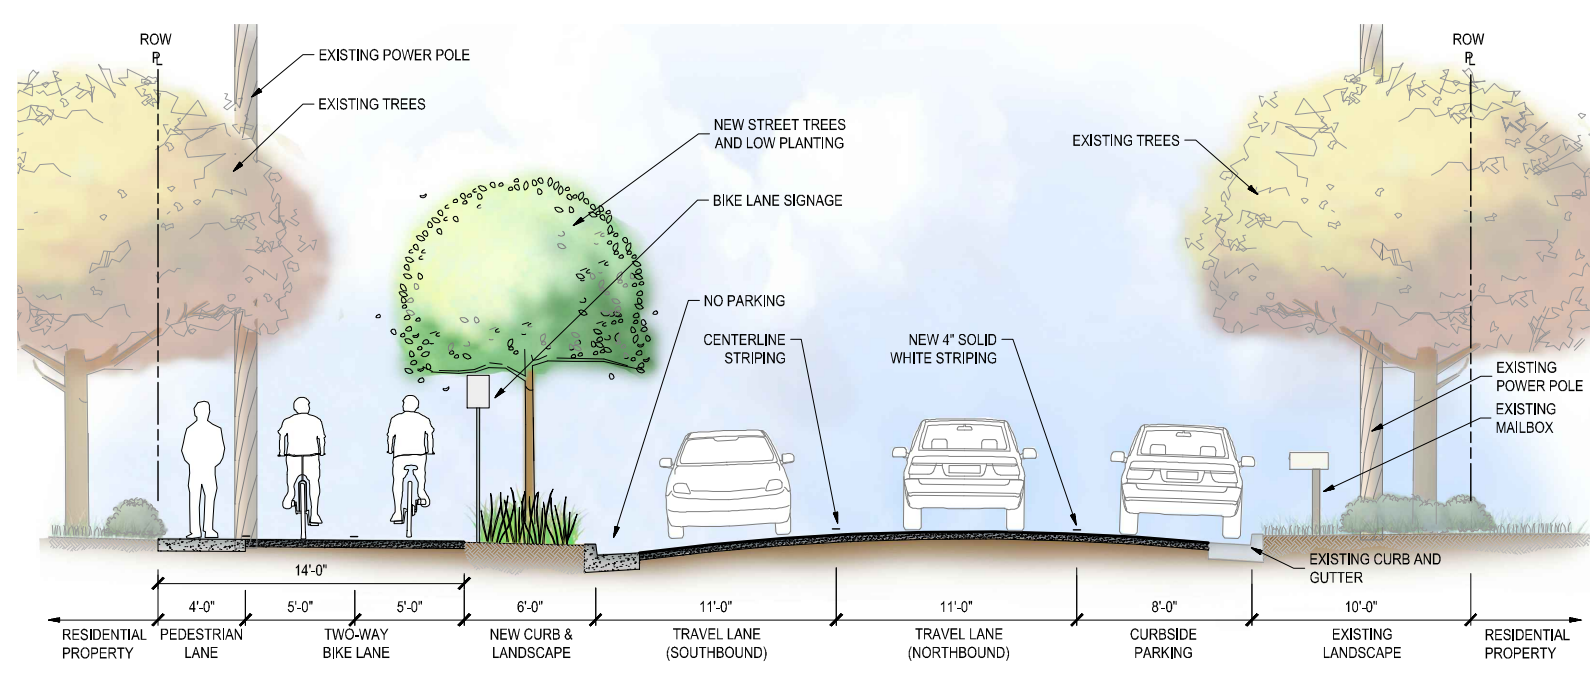 ROW
PL
EXISTING POWER POLE
EXISTING TREES
NEW STREET TREES
AND LOW PLANTING
BIKE LANE SIGNAGE
NO PARKING
CENTERLINE
STRIPING
NEW 4" SOLID
WHITE STRIPING
EXISTING TREES
ROW
PL
EXISTING
POWER POLE
EXISTING
MAILBOX
EXISTING CURB AND
GUTTER
14'-0"
4'-0"
5'-0"
5'-0"
6'-0"
11'-0"
11'-0"
8'-0"
10'-0"
RESIDENTIAL
PROPERTY
PEDESTRIAN
LANE
TWO-WAY
BIKE LANE
NEW CURB &
LANDSCAPE
TRAVEL LANE
(SOUTHBOUND)
TRAVEL LANE
(NORTHBOUND)
CURBSIDE
PARKING
EXISTING
LANDSCAPE
RESIDENTIAL
PROPERTY